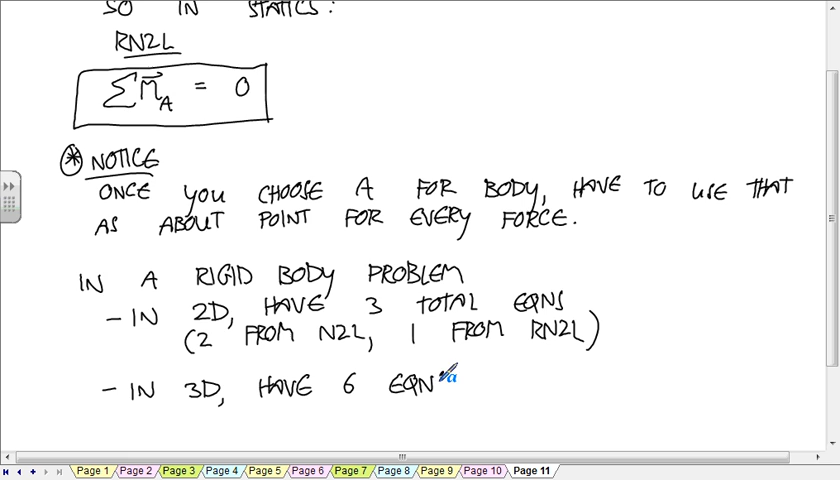 SO IN STATICS:
RN2L
∑M⃗_A = 0
* NOTICE
ONCE YOU CHOOSE A FOR BODY, HAVE TO USE THAT
AS ABOUT POINT FOR EVERY FORCE.
IN A RIGID BODY PROBLEM
- IN 2D, HAVE 3 TOTAL EQNS
(2 FROM N2L, 1 FROM RN2L)
- IN 3D, HAVE 6 EQN
Page 1 Page 2 Page 3 Page 4 Page 5 Page 6 Page 7 Page 8 Page 9 Page 10 Page 11